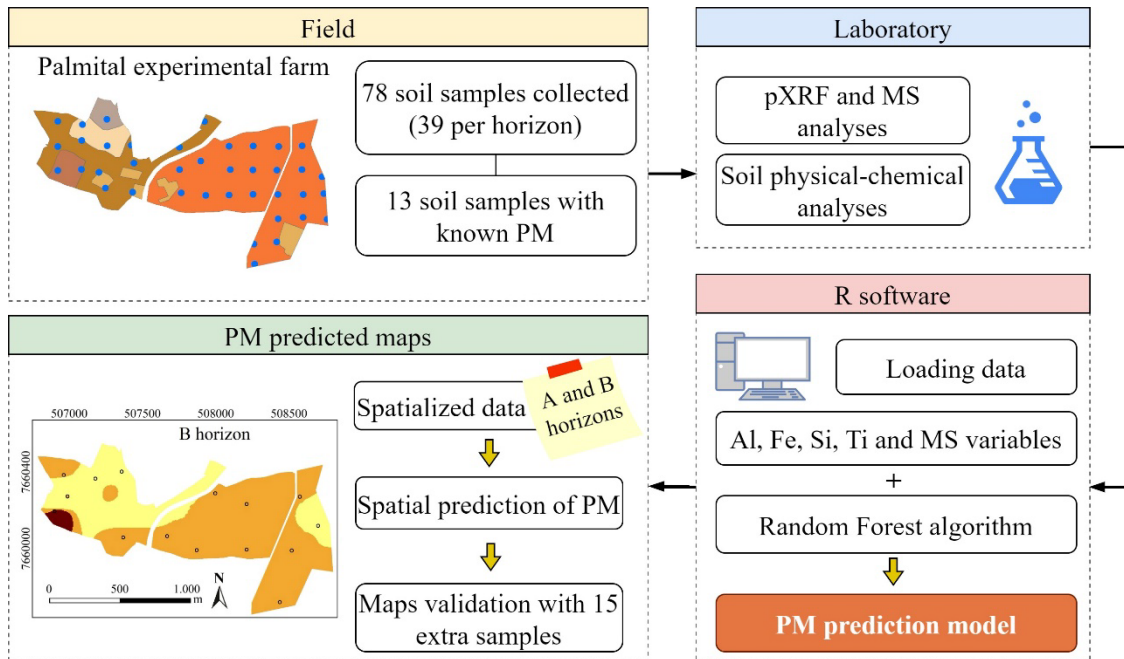 Field
Palmital experimental farm
78 soil samples collected
(39 per horizon)
13 soil samples with
known PM
Laboratory
pXRF and MS
analyses
Soil physical-chemical
analyses
R software
Loading data
Al, Fe, Si, Ti and MS variables
+
Random Forest algorithm
PM prediction model
PM predicted maps
Spatialized data
A and B
horizons
Spatial prediction of PM
Maps validation with 15
extra samples
507000 507500 508000 508500
B horizon
7660400
7660000
N
0 500 1.000
m